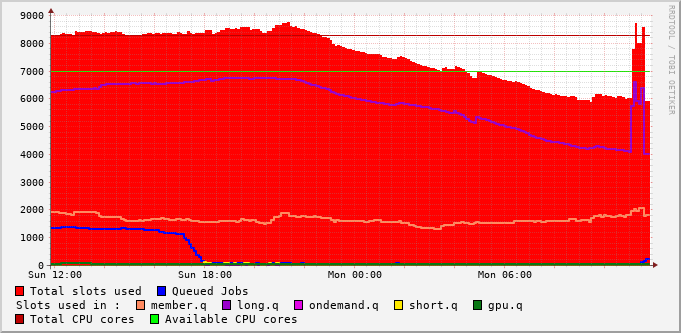 RRDTOOL / TOBI OETIKER
9000
8000
7000
6000
5000
4000
3000
2000
1000
0
Sun 12:00 Sun 18:00 Mon 00:00 Mon 06:00
Total slots used Queued Jobs
Slots used in : member.q long.q ondemand.q short.q gpu.q
Total CPU cores Available CPU cores